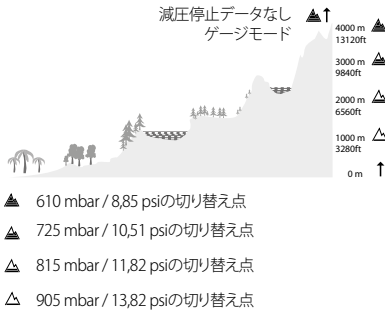 減圧停止データなし
ゲージモード
4000 m
13120ft
3000 m
9840ft
2000 m
6560ft
1000 m
3280ft
0 m
610 mbar / 8,85 psiの切り替え点
725 mbar / 10,51 psiの切り替え点
815 mbar / 11,82 psiの切り替え点
905 mbar / 13,82 psiの切り替え点